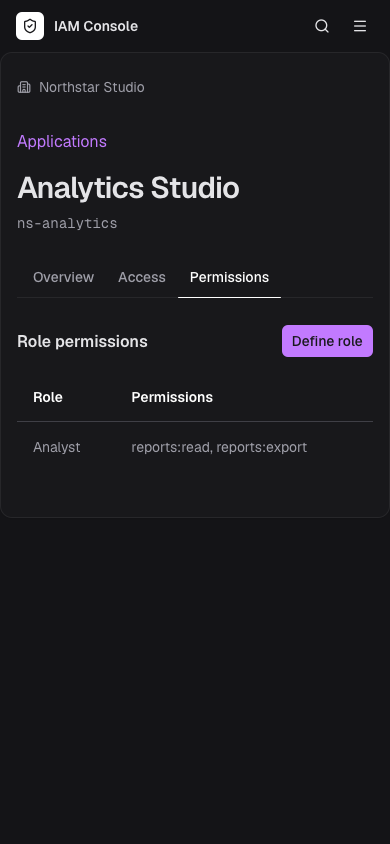 IAM Console
Northstar Studio
Applications
Analytics Studio
ns-analytics
Overview Access Permissions
Role permissions Define role
Role Permissions
Analyst reports:read, reports:export